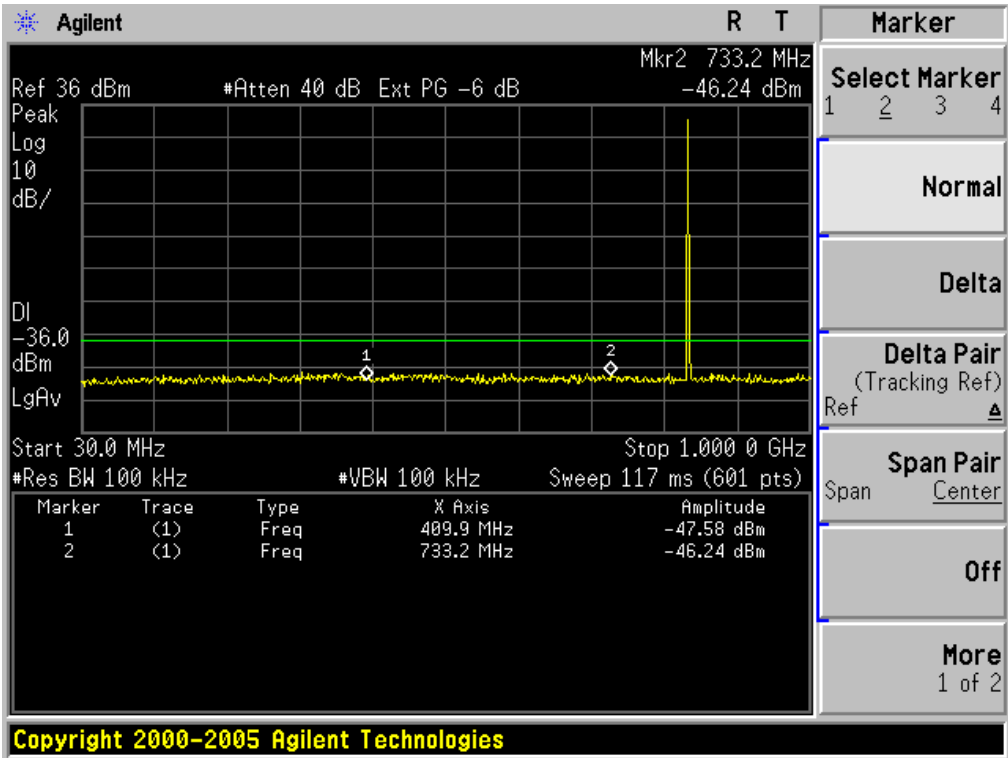 Agilent R T
Mkr2 733.2 MHz
Ref 36 dBm #Atten 40 dB Ext PG -6 dB -46.24 dBm
Peak
Log
10
dB/
DI
-36.0
dBm
LgAv
1
2
Start 30.0 MHz Stop 1.000 0 GHz
#Res BW 100 kHz #VBW 100 kHz Sweep 117 ms (601 pts)
Marker Trace Type X Axis Amplitude
1 (1) Freq 409.9 MHz -47.58 dBm
2 (1) Freq 733.2 MHz -46.24 dBm
Marker
Select Marker
1 2 3 4
Normal
Delta
Delta Pair
(Tracking Ref)
Ref Δ
Span Pair
Span Center
Off
More
1 of 2
Copyright 2000-2005 Agilent Technologies